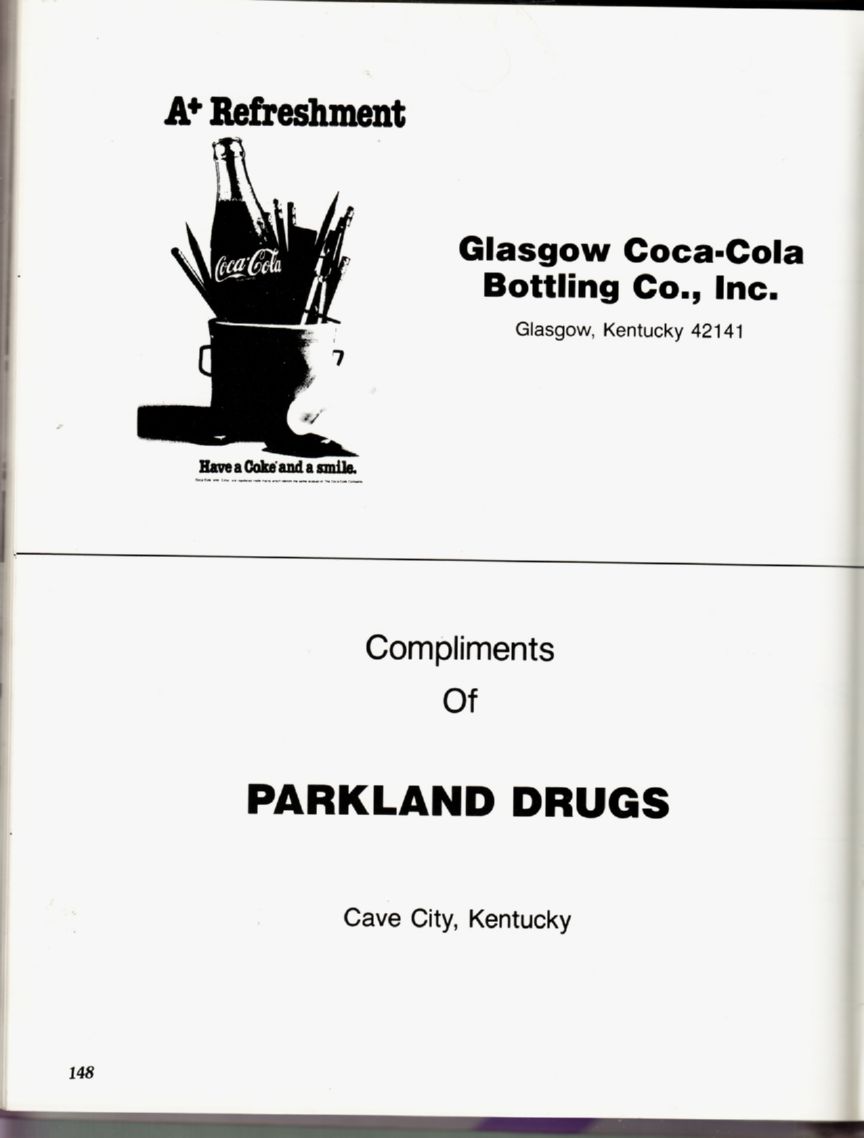 A+ Refreshment
Coca-Cola
Glasgow Coca-Cola
Bottling Co., Inc.
Glasgow, Kentucky 42141
Have a Coke and a smile.
Compliments
Of
PARKLAND DRUGS
Cave City, Kentucky
148